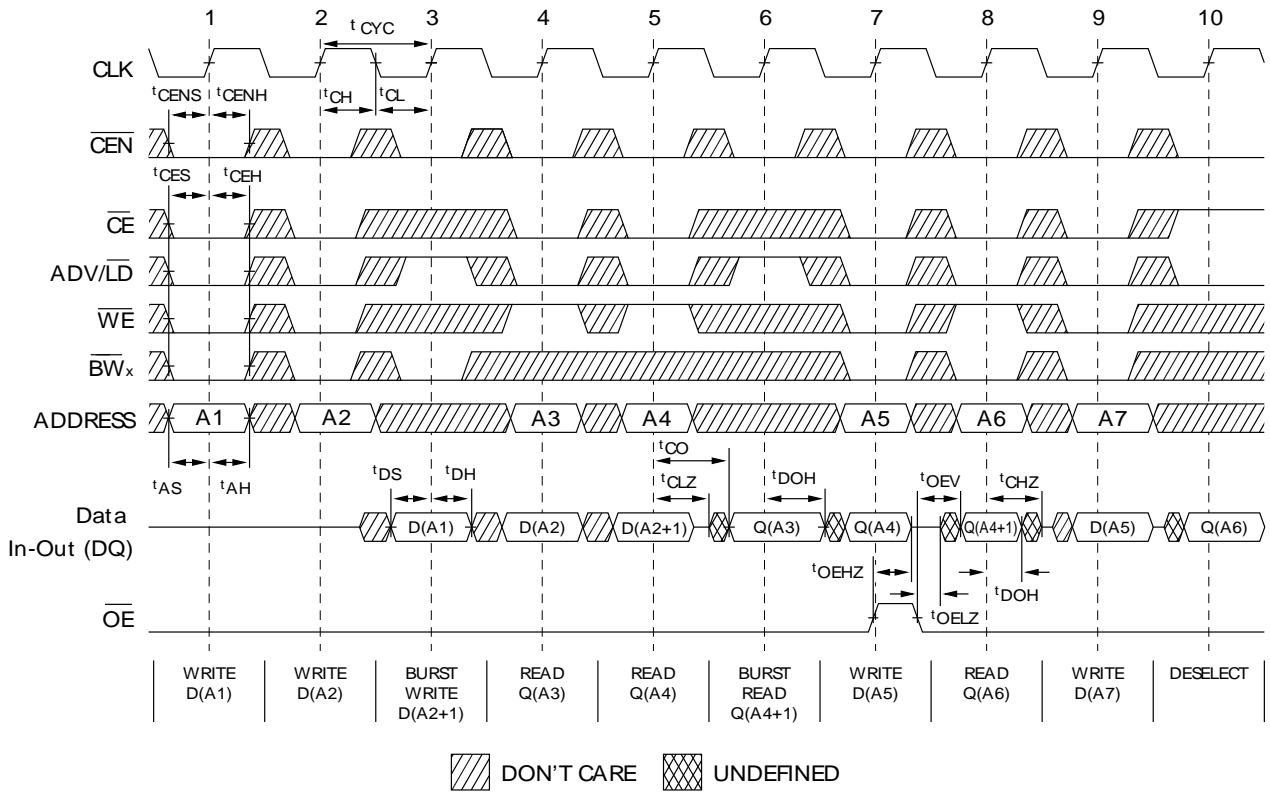 1 2 3 4 5 6 7 8 9 10
tCYC
CLK
tCENS tCENH tCH tCL
CEN
tCES tCEH
CE
ADV/LD
WE
BWx
ADDRESS A1 A2 A3 A4 A5 A6 A7
tCO
tAS tAH tDS tDH tCLZ tDOH tOEV tCHZ
Data
In-Out (DQ)
D(A1) D(A2) D(A2+1) Q(A3) Q(A4) Q(A4+1) D(A5) Q(A6)
tOEHZ tDOH
tOELZ
OE
WRITE
D(A1)
WRITE
D(A2)
BURST
WRITE
D(A2+1)
READ
Q(A3)
READ
Q(A4)
BURST
READ
Q(A4+1)
WRITE
D(A5)
READ
Q(A6)
WRITE
D(A7)
DESELECT
DON'T CARE UNDEFINED